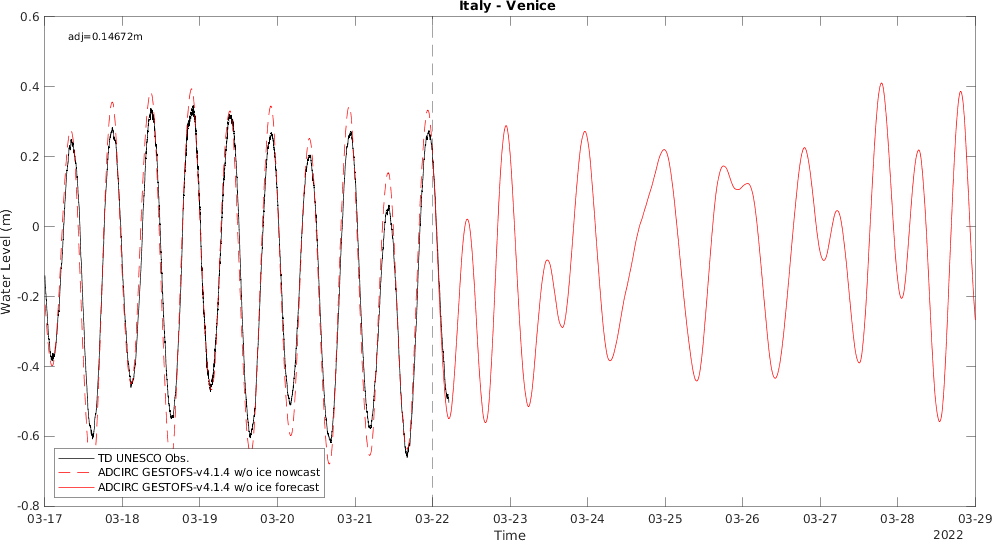 Italy - Venice
adj=0.14672m
Water Level (m)
0.6
0.4
0.2
0
-0.2
-0.4
-0.6
-0.8
TD UNESCO Obs.
ADCIRC GESTOFS-v4.1.4 w/o ice nowcast
ADCIRC GESTOFS-v4.1.4 w/o ice forecast
03-17 03-18 03-19 03-20 03-21 03-22 03-23 03-24 03-25 03-26 03-27 03-28 03-29
Time
2022